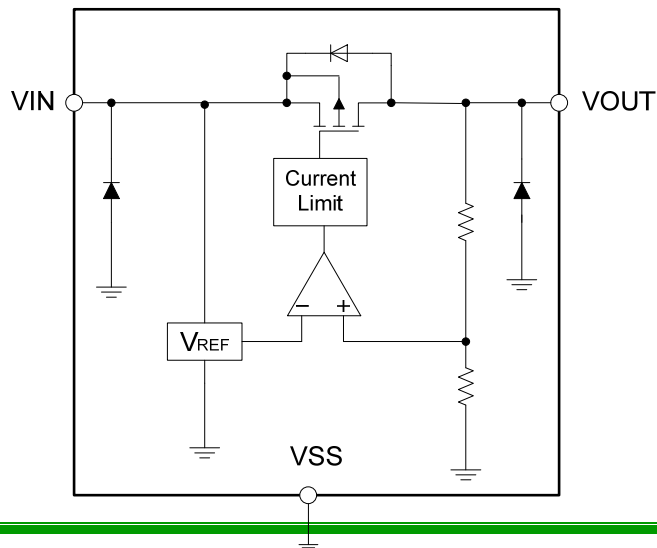 VIN
VOUT
Current
Limit
− +
VREF
VSS